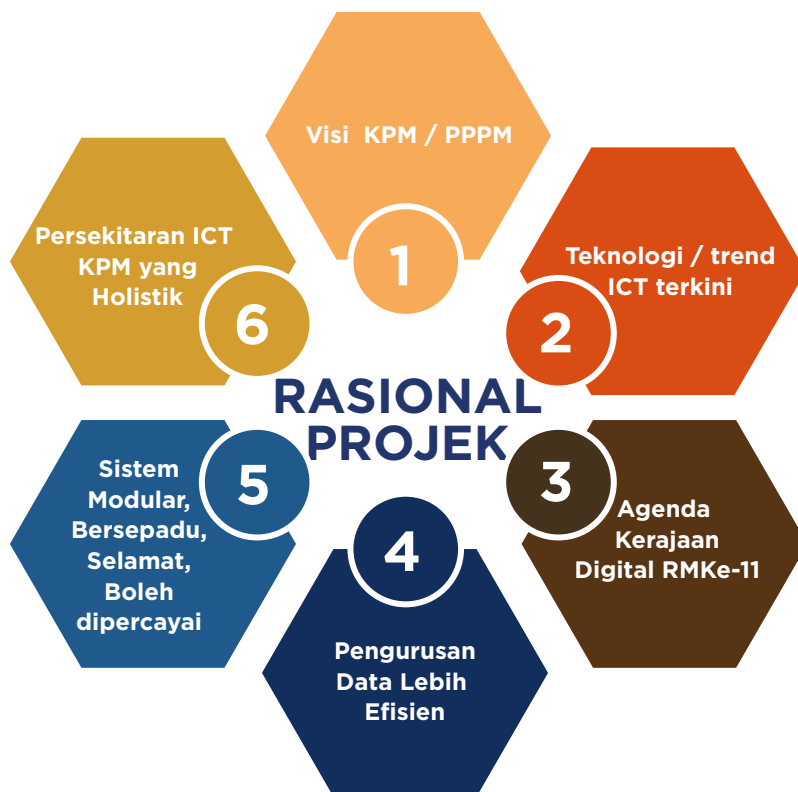 RASIONAL
PROJEK
1
Visi KPM / PPPM
2
Teknologi / trend
ICT terkini
3
Agenda
Kerajaan
Digital RMKe-11
4
Pengurusan
Data Lebih
Efisien
5
Sistem
Modular,
Bersepadu,
Selamat,
Boleh
dipercayai
6
Persekitaran ICT
KPM yang
Holistik